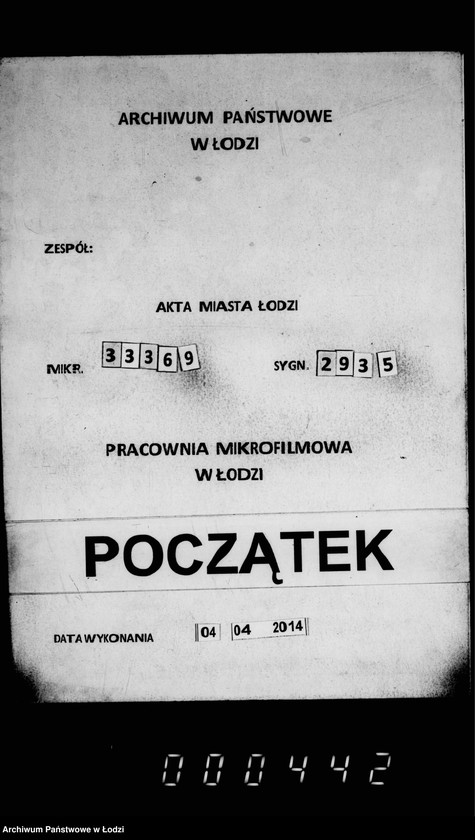 ARCHIWUM PAŃSTWOWE
W ŁODZI
ZESPÓŁ:
AKTA MIASTA ŁODZI
MIKR. 33369 SYGN. 2935
PRACOWNIA MIKROFILMOWA
W ŁODZI
POCZĄTEK
DATA WYKONANIA 04 04 2014
000442
Archiwum Państwowe w Łodzi